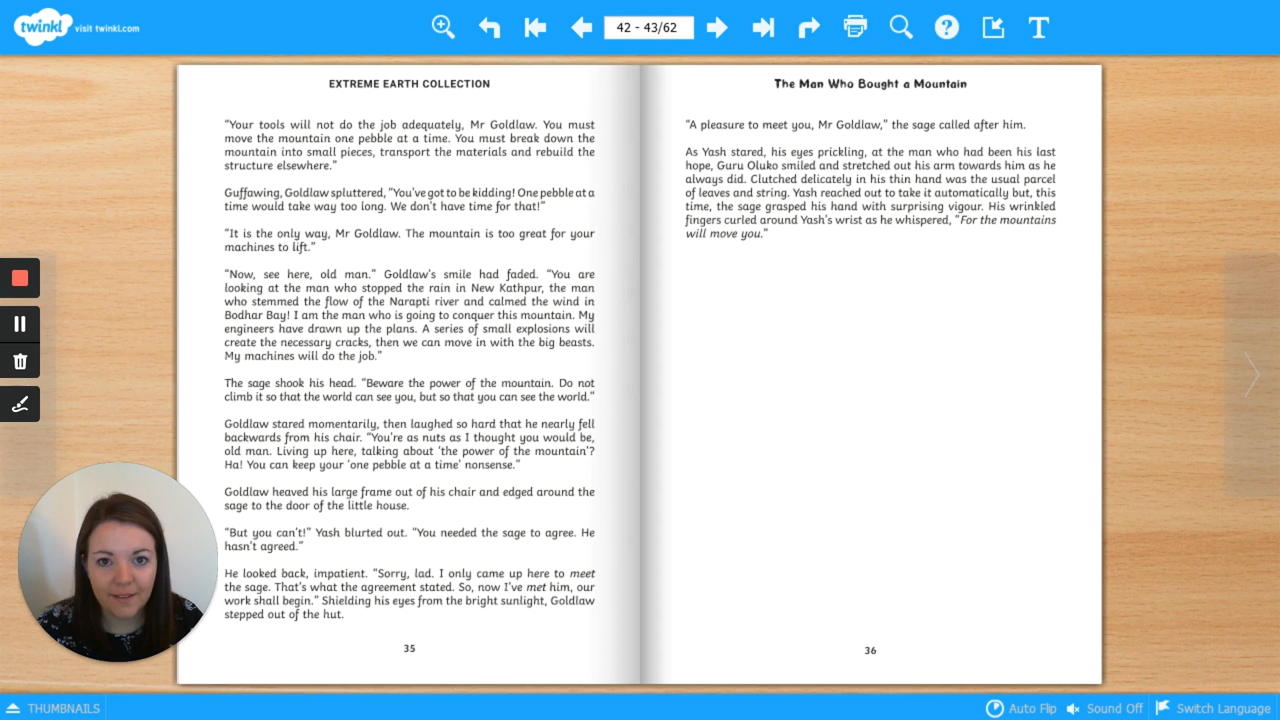 twinkl visit twinkl.com
42 - 43/62
EXTREME EARTH COLLECTION
“Your tools will not do the job adequately, Mr Goldlaw. You must
move the mountain one pebble at a time. You must break down the
mountain into small pieces, transport the materials and rebuild the
structure elsewhere.”
Guffawing, Goldlaw spluttered, “You’ve got to be kidding! One pebble at a
time would take way too long. We don’t have time for that!”
“It is the only way, Mr Goldlaw. The mountain is too great for your
machines to lift.”
“Now, see here, old man.” Goldlaw’s smile had faded. “You are
looking at the man who stopped the rain in New Kathpur, the man
who stemmed the flow of the Narapti river and calmed the wind in
Bodhar Bay! I am the man who is going to conquer this mountain. My
engineers have drawn up the plans. A series of small explosions will
create the necessary cracks, then we can move in with the big beasts.
My machines will do the job.”
The sage shook his head. “Beware the power of the mountain. Do not
climb it so that the world can see you, but so that you can see the world.”
Goldlaw stared momentarily, then laughed so hard that he nearly fell
backwards from his chair. “You’re as nuts as I thought you would be,
old man. Living up here, talking about ‘the power of the mountain’?
Ha! You can keep your ‘one pebble at a time’ nonsense.”
Goldlaw heaved his large frame out of his chair and edged around the
sage to the door of the little house.
“But you can’t!” Yash blurted out. “You needed the sage to agree. He
hasn’t agreed.”
He looked back, impatient. “Sorry, lad. I only came up here to meet
the sage. That’s what the agreement stated. So, now I’ve met him, our
work shall begin.” Shielding his eyes from the bright sunlight, Goldlaw
stepped out of the hut.
35
The Man Who Bought a Mountain
“A pleasure to meet you, Mr Goldlaw,” the sage called after him.
As Yash stared, his eyes prickling, at the man who had been his last
hope, Guru Oluko smiled and stretched out his arm towards him as he
always did. Clutched delicately in his thin hand was the usual parcel
of leaves and string. Yash reached out to take it automatically but, this
time, the sage grasped his hand with surprising vigour. His wrinkled
fingers curled around Yash’s wrist as he whispered, “For the mountains
will move you.”
36
THUMBNAILS
Auto Flip
Sound Off
Switch Language